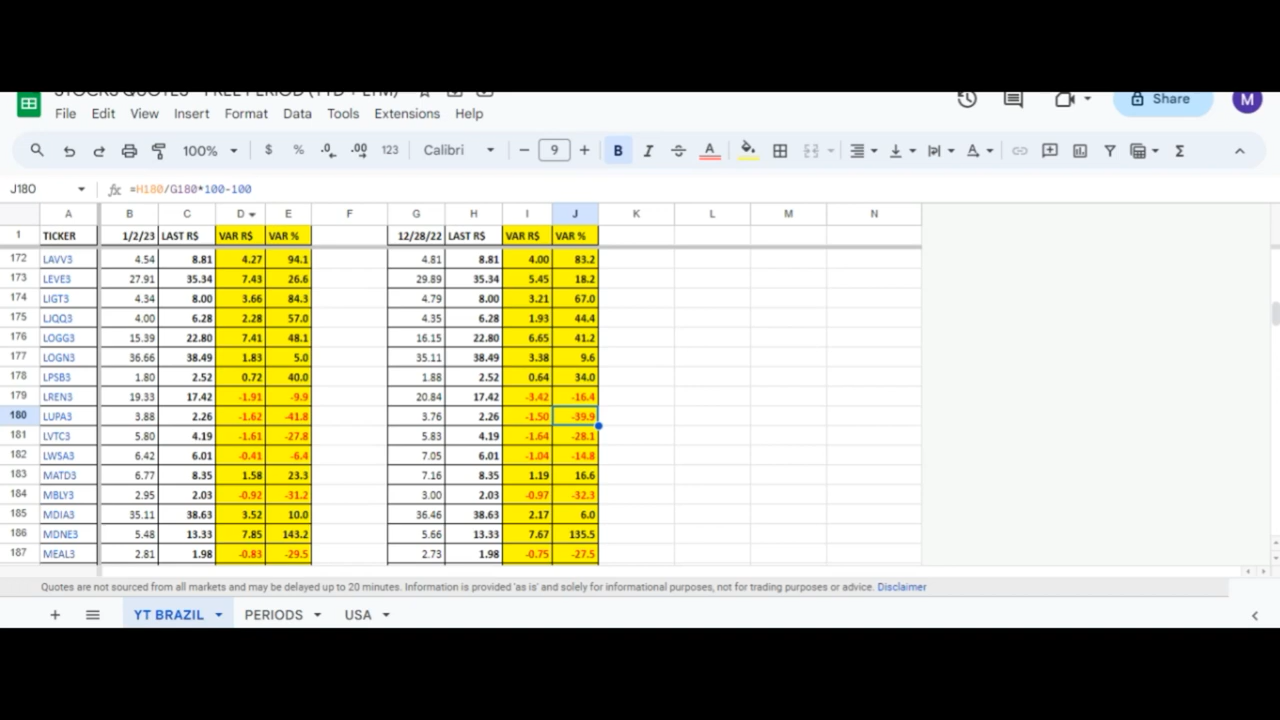 STOCKS QUOTES - FREE PERIOD (YTD + LTM)
File Edit View Insert Format Data Tools Extensions Help
Share M
100% $ % .0 .00 123 Calibri 9 B I A
J180 fx =H180/G180*100-100
A B C D E F G H I J K L M N
1 TICKER 1/2/23 LAST R$ VAR R$ VAR % 12/28/22 LAST R$ VAR R$ VAR %
172 LAVV3 4.54 8.81 4.27 94.1 4.81 8.81 4.00 83.2
173 LEVE3 27.91 35.34 7.43 26.6 29.89 35.34 5.45 18.2
174 LIGT3 4.34 8.00 3.66 84.3 4.79 8.00 3.21 67.0
175 LJQQ3 4.00 6.28 2.28 57.0 4.35 6.28 1.93 44.4
176 LOGG3 15.39 22.80 7.41 48.1 16.15 22.80 6.65 41.2
177 LOGN3 36.66 38.49 1.83 5.0 35.11 38.49 3.38 9.6
178 LPSB3 1.80 2.52 0.72 40.0 1.88 2.52 0.64 34.0
179 LREN3 19.33 17.42 -1.91 -9.9 20.84 17.42 -3.42 -16.4
180 LUPA3 3.88 2.26 -1.62 -41.8 3.76 2.26 -1.50 -39.9
181 LVTC3 5.80 4.19 -1.61 -27.8 5.83 4.19 -1.64 -28.1
182 LWSA3 6.42 6.01 -0.41 -6.4 7.05 6.01 -1.04 -14.8
183 MATD3 6.77 8.35 1.58 23.3 7.16 8.35 1.19 16.6
184 MBLY3 2.95 2.03 -0.92 -31.2 3.00 2.03 -0.97 -32.3
185 MDIA3 35.11 38.63 3.52 10.0 36.46 38.63 2.17 6.0
186 MDNE3 5.48 13.33 7.85 143.2 5.66 13.33 7.67 135.5
187 MEAL3 2.81 1.98 -0.83 -29.5 2.73 1.98 -0.75 -27.5
Quotes are not sourced from all markets and may be delayed up to 20 minutes. Information is provided 'as is' and solely for informational purposes, not for trading purposes or advice. Disclaimer
YT BRAZIL PERIODS USA